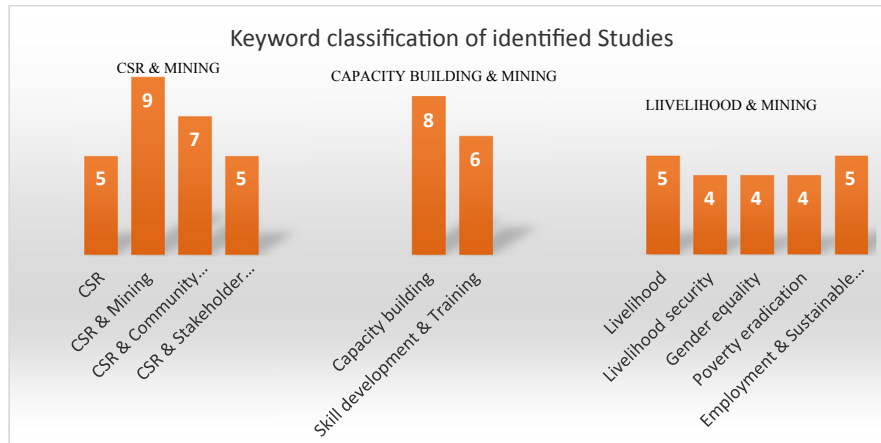 Keyword classification of identified Studies
CSR & MINING
CAPACITY BUILDING & MINING
LIIVELIHOOD & MINING
5
9
7
5
8
6
5
4
4
4
5
CSR
CSR & Mining
CSR & Community...
CSR & Stakeholder...
Capacity building
Skill development & Training
Livelihood
Livelihood security
Gender equality
Poverty eradication
Employment & Sustainable...